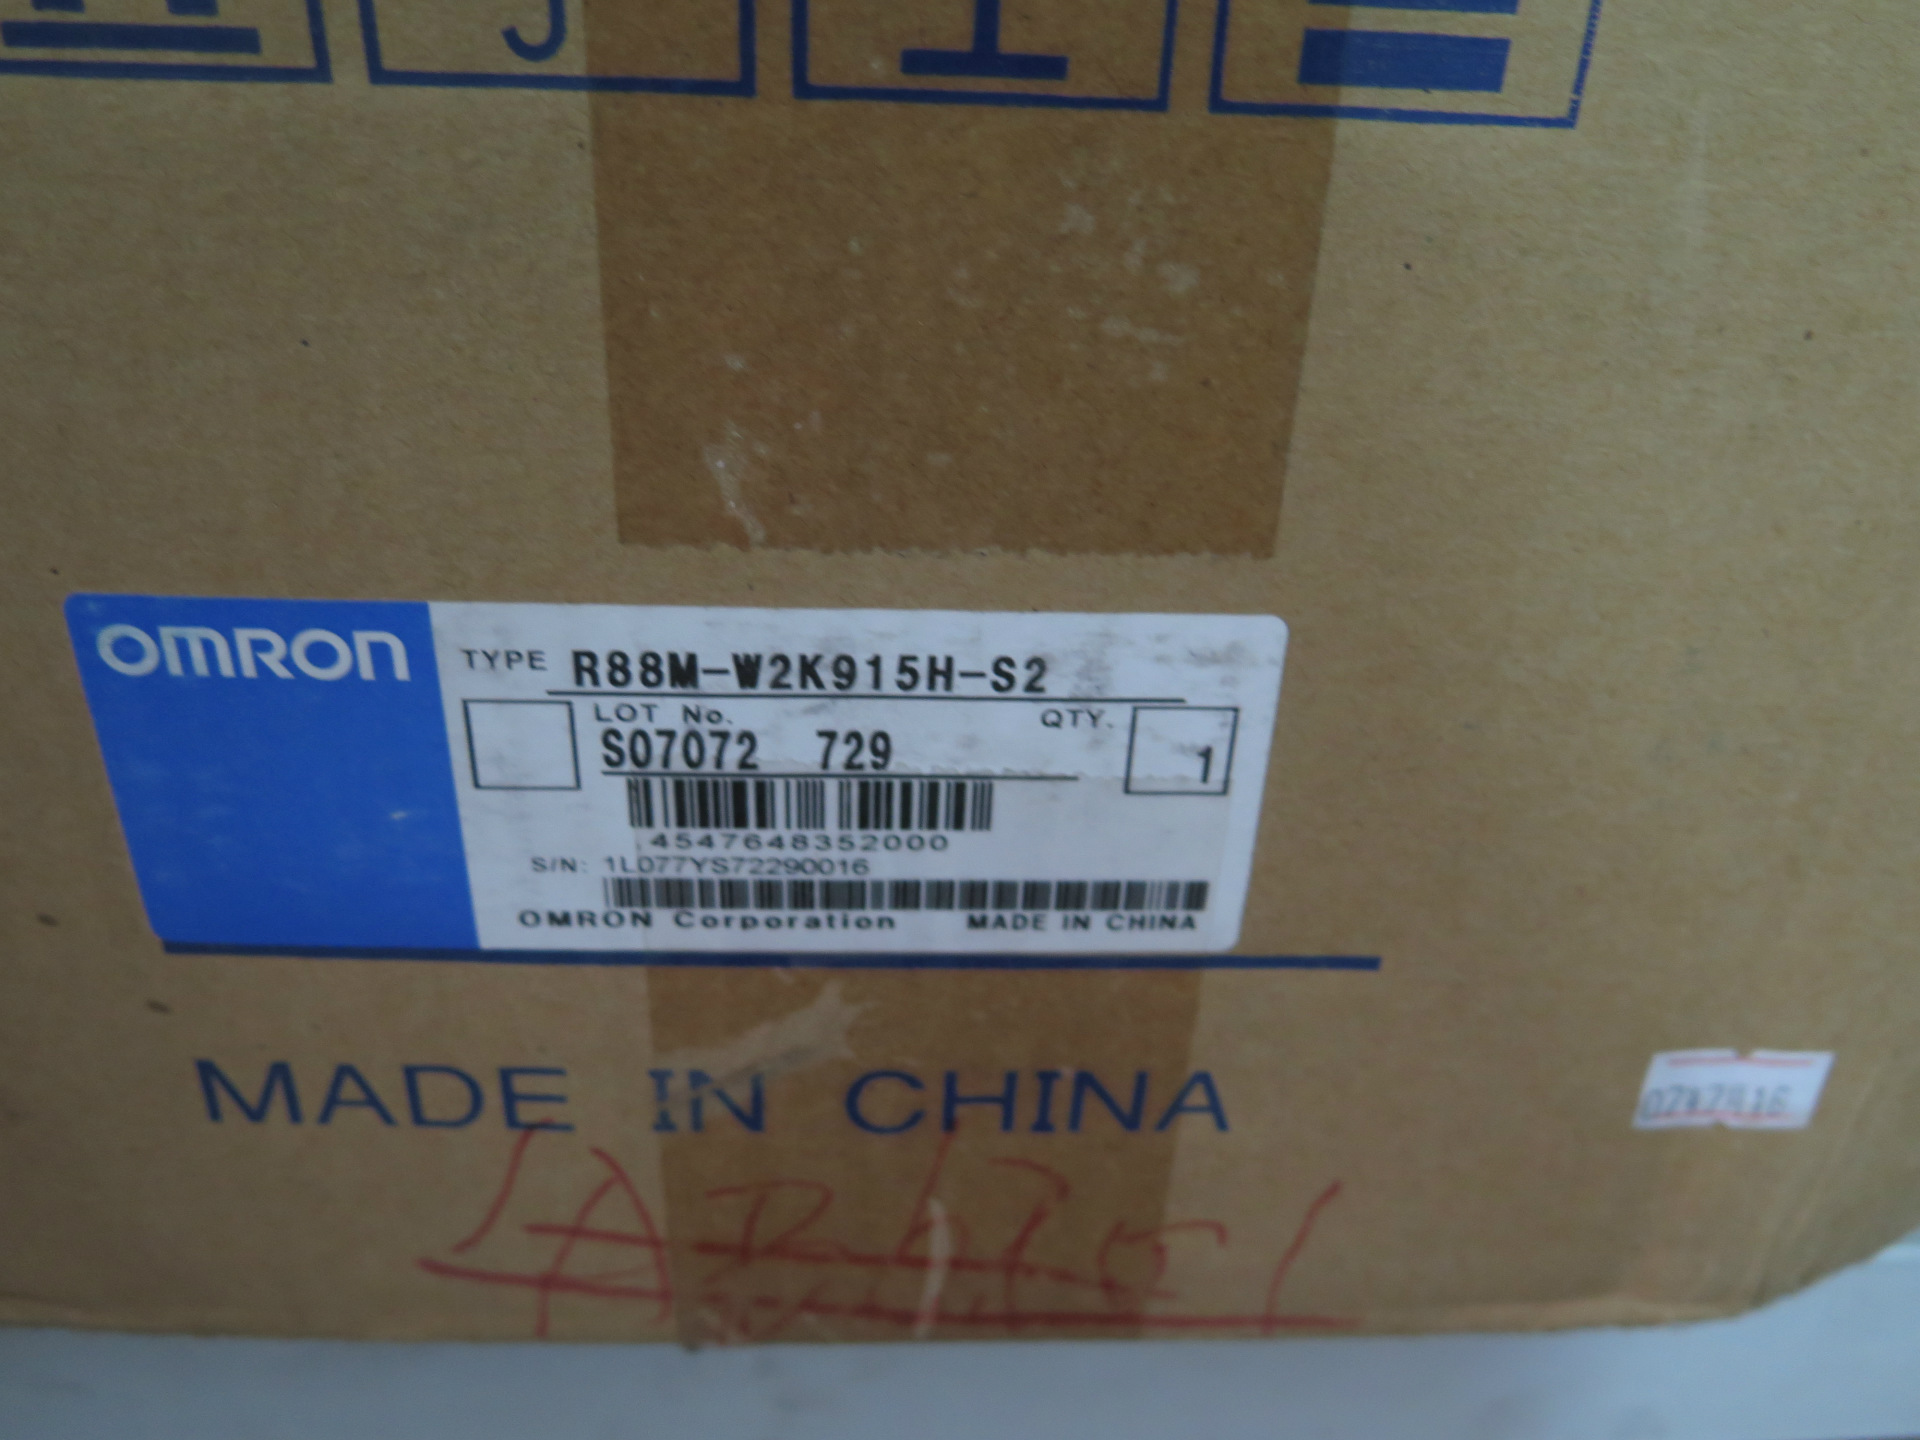 OMRON
TYPE R88M-W2K915H-S2
LOT No. QTY.
S07072 729 1
4547648352000
S/N: 1L077YS72290016
OMRON Corporation MADE IN CHINA
MADE IN CHINA